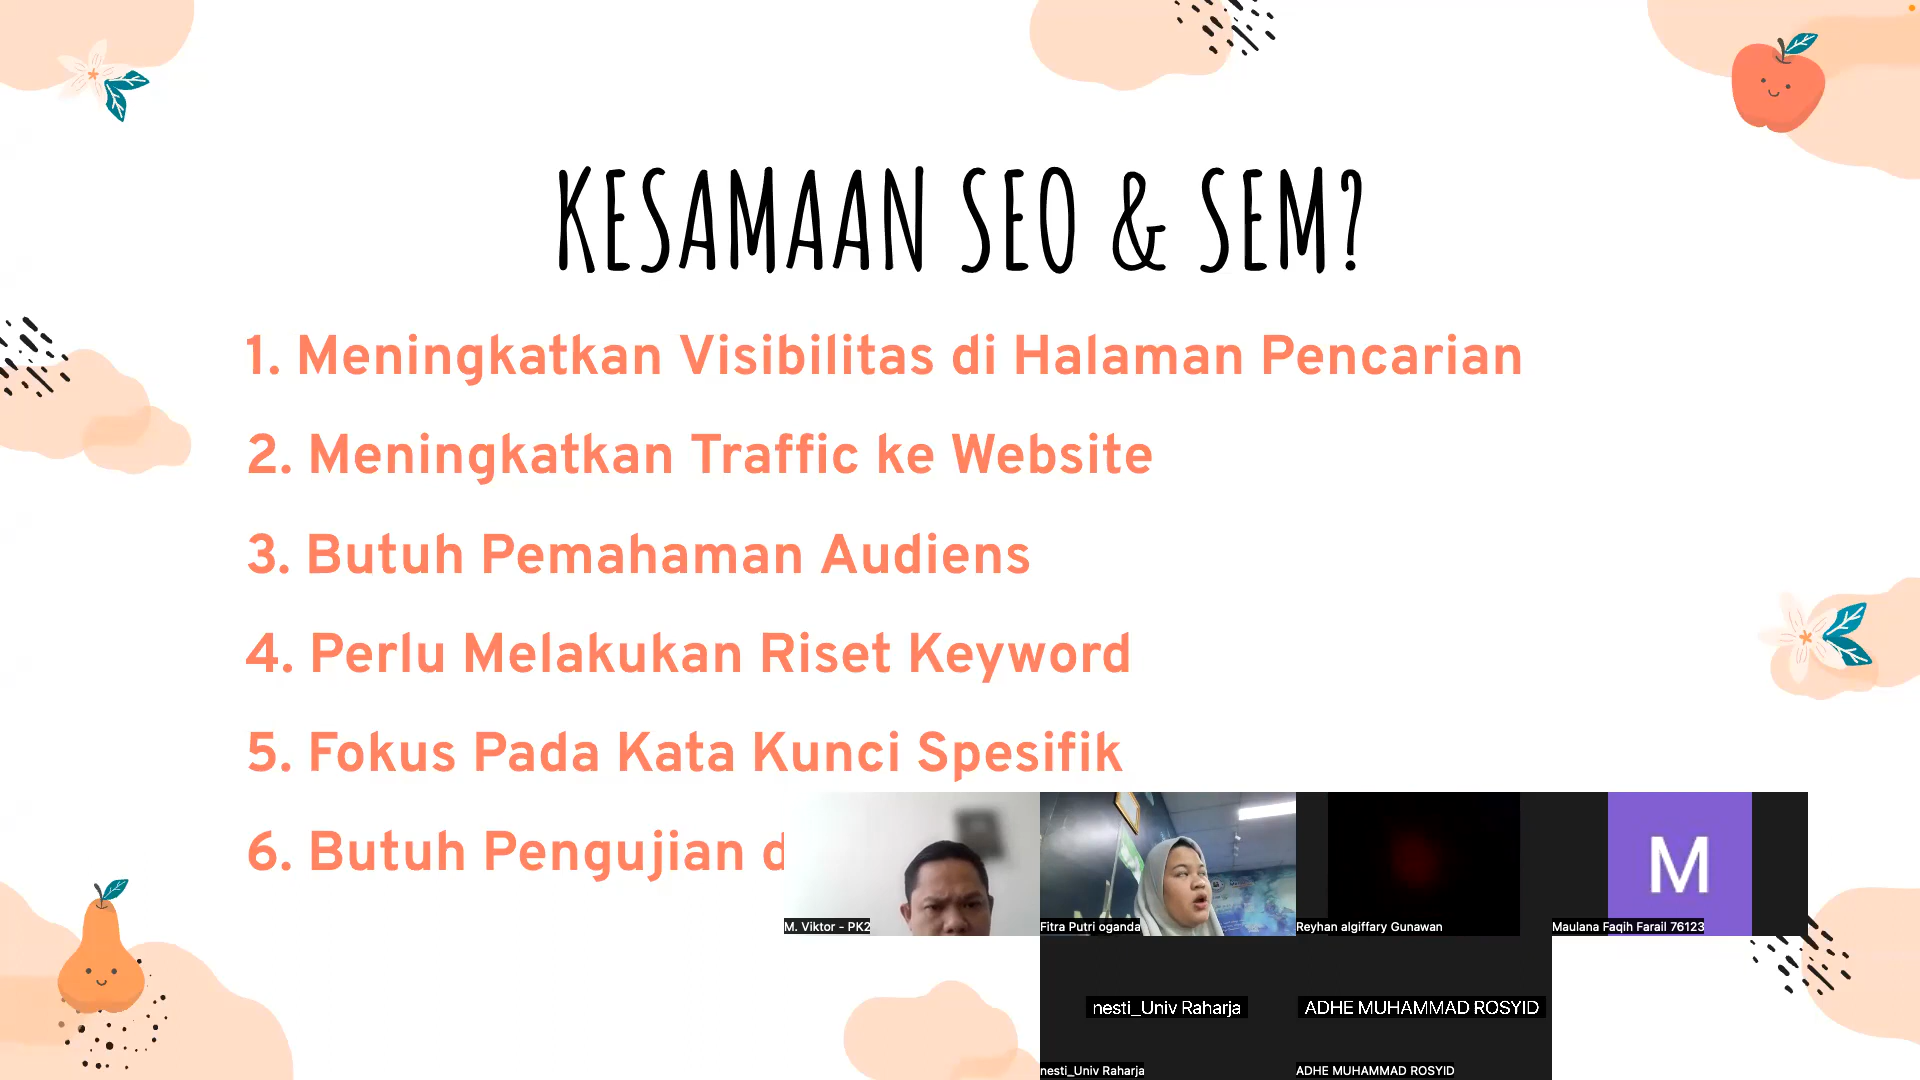 KESAMAAN SEO & SEM?
1. Meningkatkan Visibilitas di Halaman Pencarian
2. Meningkatkan Traffic ke Website
3. Butuh Pemahaman Audiens
4. Perlu Melakukan Riset Keyword
5. Fokus Pada Kata Kunci Spesifik
6. Butuh Pengujian
M. Viktor - PK2
Fitra Putri oganda
Reyhan algiffary Gunawan
M
Maulana Faqih Farail 76123
nesti_Univ Raharja
ADHE MUHAMMAD ROSYID
nesti_Univ Raharja
ADHE MUHAMMAD ROSYID